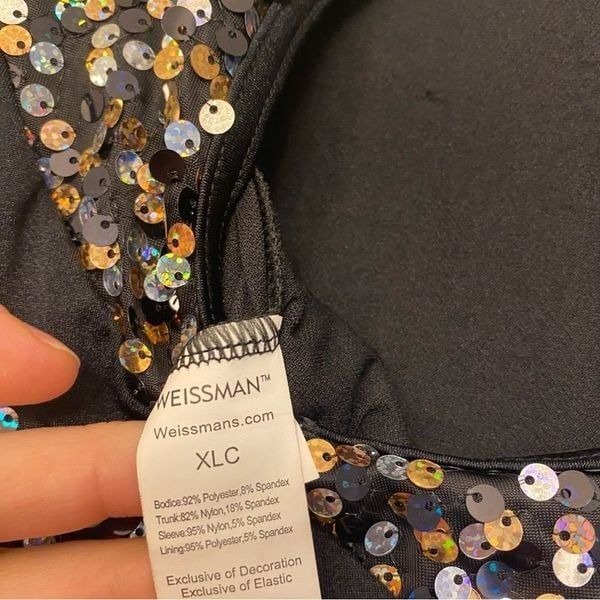 WEISSMAN™
Weissmans.com
XLC
Bodice:92% Polyester,8% Spandex
Trunk:82% Nylon,18% Spandex
Sleeve:95% Nylon,5% Spandex
Lining:95% Polyester,5% Spandex
Exclusive of Decoration
Exclusive of Elastic